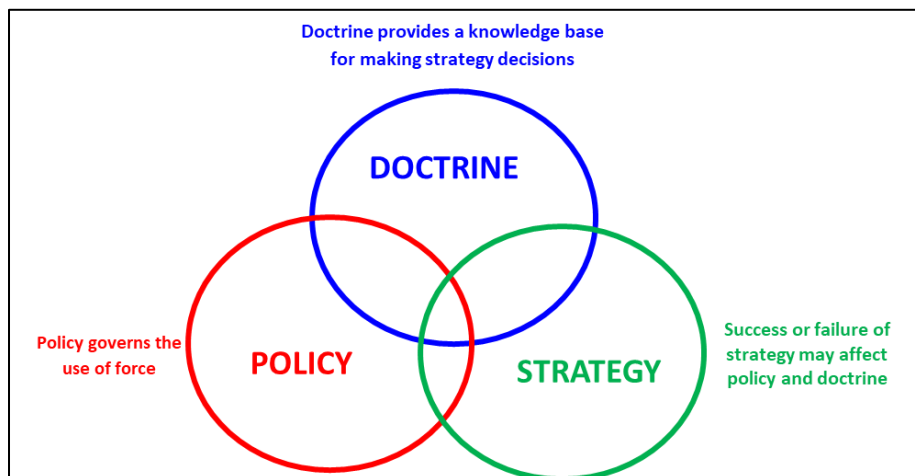 Doctrine provides a knowledge base
for making strategy decisions
DOCTRINE
Policy governs the
use of force
POLICY
STRATEGY
Success or failure of
strategy may affect
policy and doctrine